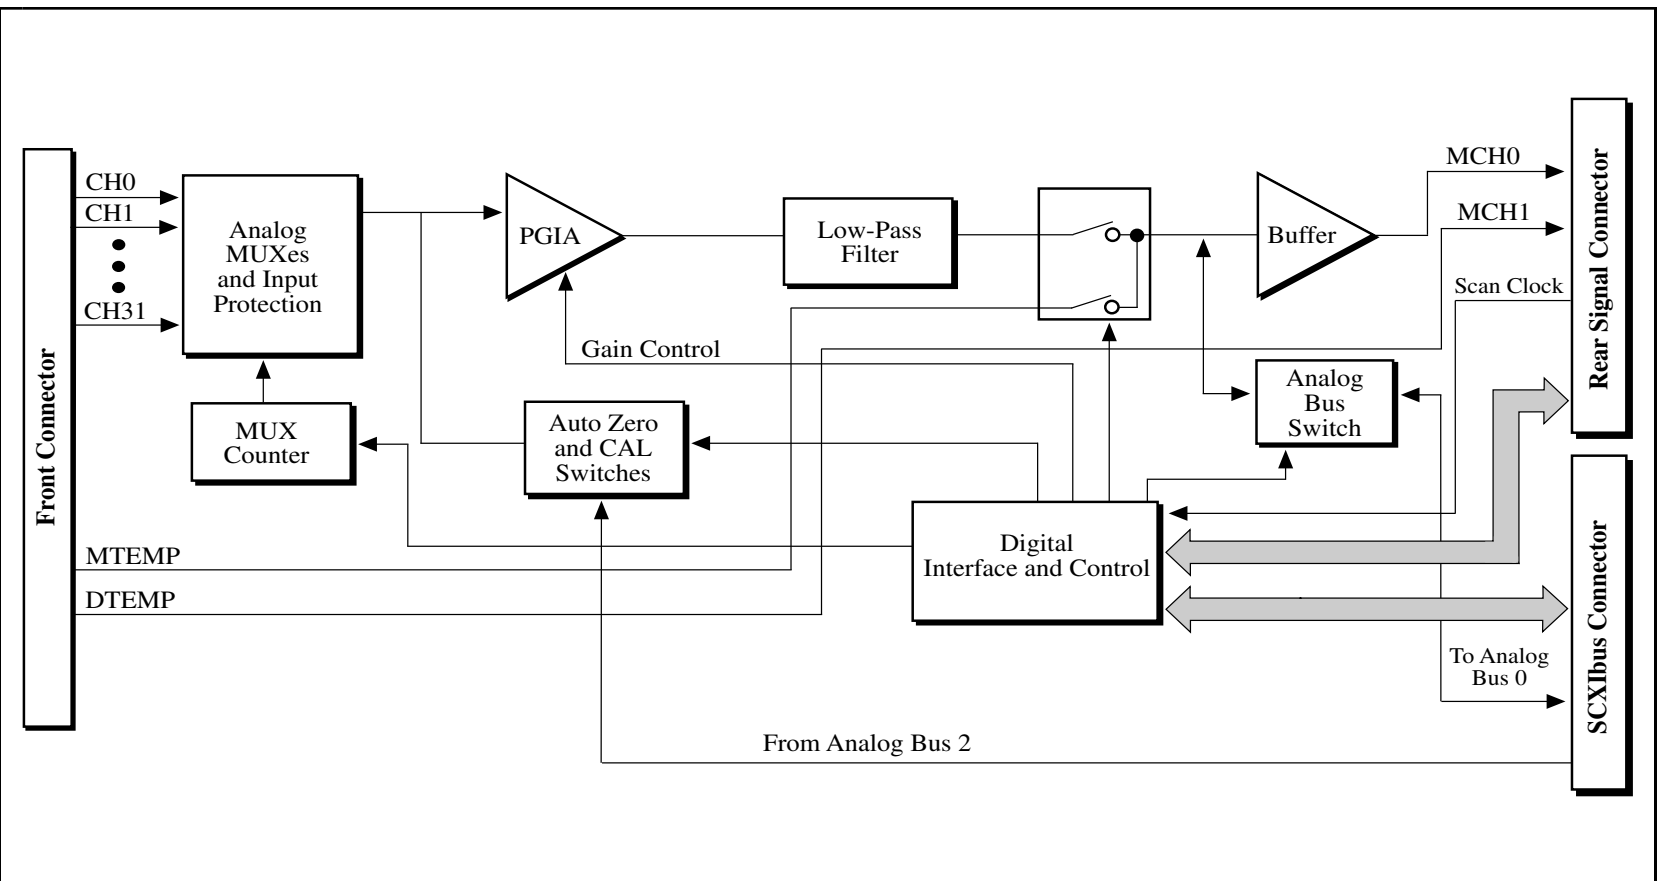 Front Connector
CH0
CH1
CH31
Analog
MUXes
and Input
Protection
MUX
Counter
MTEMP
DTEMP
PGIA
Gain Control
Auto Zero
and CAL
Switches
Low-Pass
Filter
Buffer
Analog
Bus
Switch
Digital
Interface and Control
MCH0
MCH1
Scan Clock
Rear Signal Connector
To Analog
Bus 0
From Analog Bus 2
SCXIbus Connector